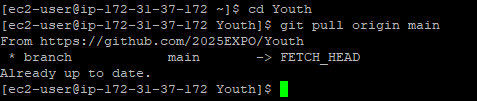 [ec2-user@ip-172-31-37-172 ~]$ cd Youth
[ec2-user@ip-172-31-37-172 Youth]$ git pull origin main
From https://github.com/2025EXPO/Youth
 * branch            main       -> FETCH_HEAD
Already up to date.
[ec2-user@ip-172-31-37-172 Youth]$